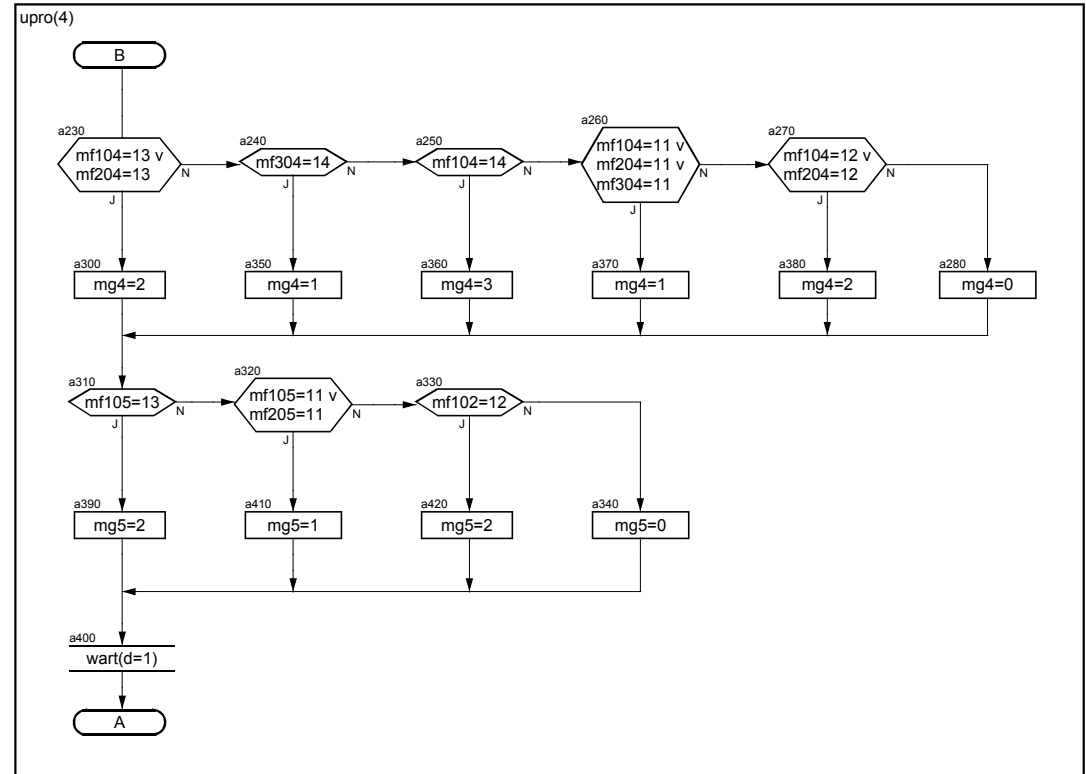 upro(4)
B
a230
mf104=13 v
mf204=13
N
J
a240
mf304=14
N
J
a250
mf104=14
N
J
a260
mf104=11 v
mf204=11 v
mf304=11
N
J
a270
mf104=12 v
mf204=12
N
J
a300
mg4=2
a350
mg4=1
a360
mg4=3
a370
mg4=1
a380
mg4=2
a280
mg4=0
a310
mf105=13
N
J
a320
mf105=11 v
mf205=11
N
J
a330
mf102=12
N
J
a390
mg5=2
a410
mg5=1
a420
mg5=2
a340
mg5=0
a400
wart(d=1)
A